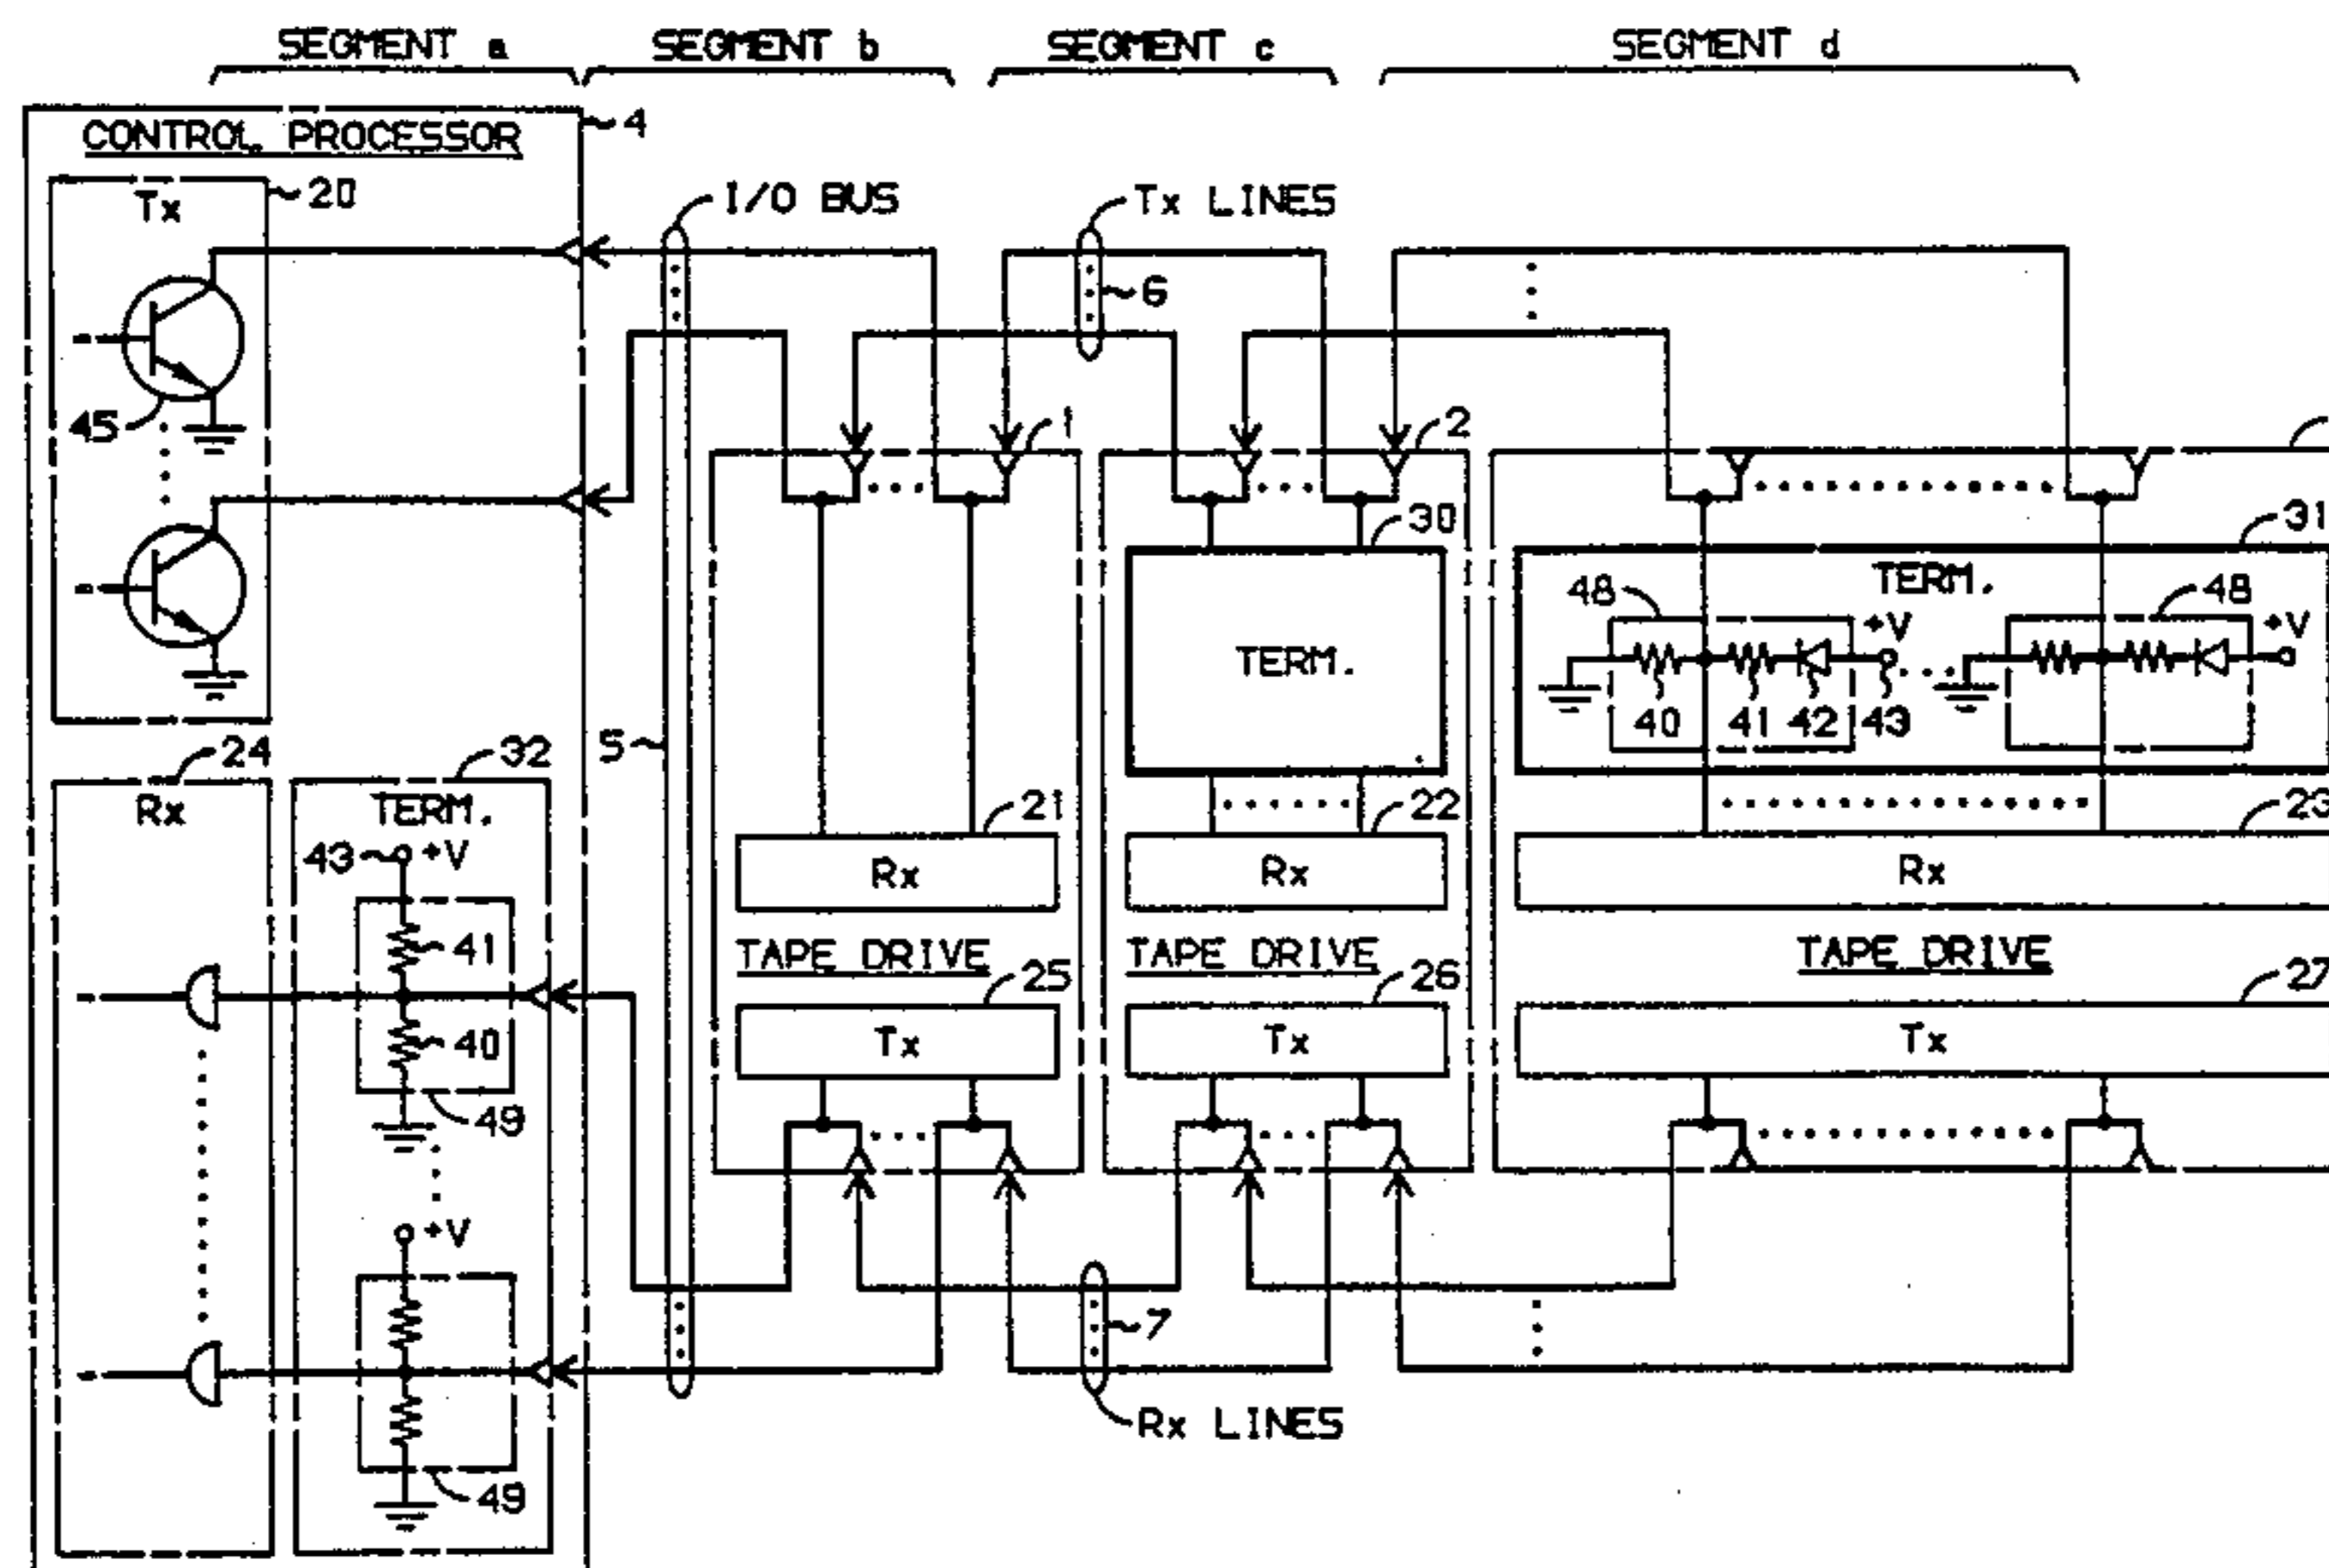 SEGMENT a SEGMENT b SEGMENT c SEGMENT d
4
CONTROL PROCESSOR
Tx 20
I/O BUS
Tx LINES
6
45
1
2
30
31
TERM.
48
48
+V
+V
TERM.
40 41 42 43
5
24
32
Rx
TERM.
43 +V
21
22
23
Rx
Rx
Rx
41
TAPE DRIVE
TAPE DRIVE
TAPE DRIVE
25
26
27
40
Tx
Tx
Tx
49
+V
7
Rx LINES
49